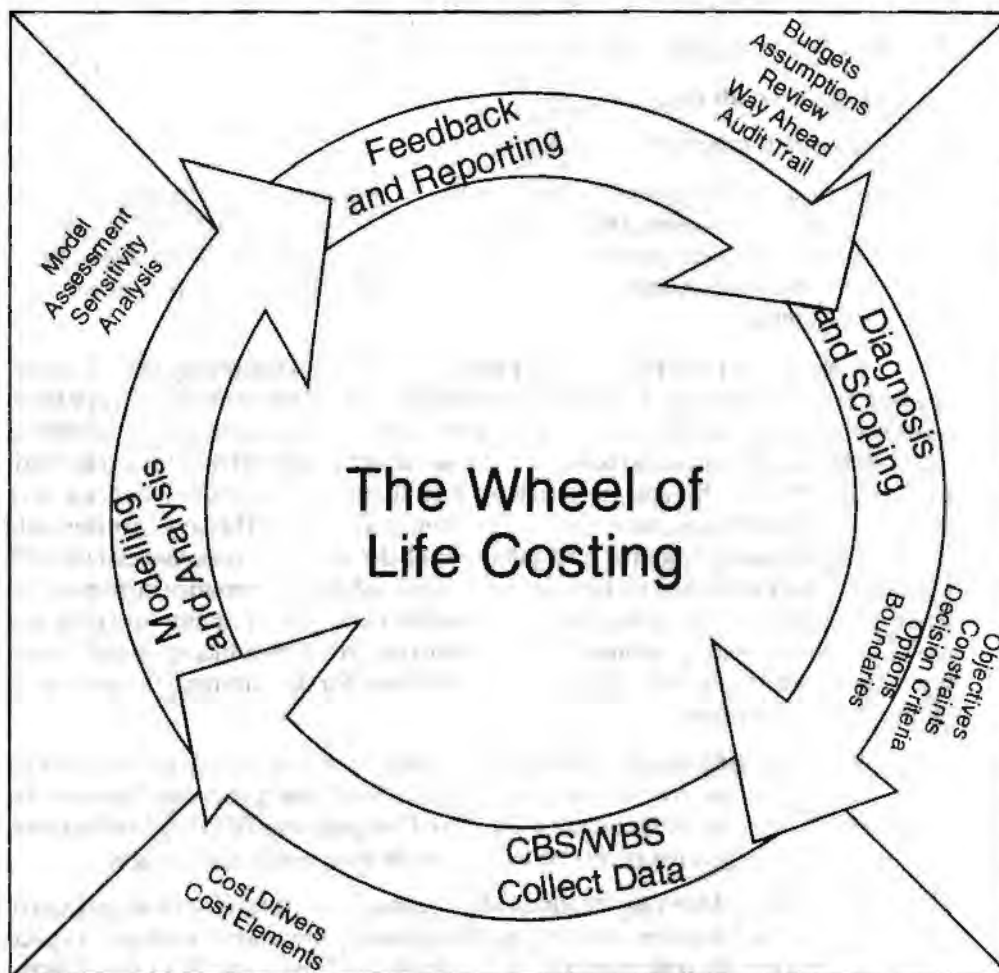 Budgets
Assumptions
Review
Way Ahead
Audit Trail
Feedback
and Reporting
Model
Assessment
Sensitivity
Analysis
Diagnosis
and Scoping
The Wheel of
Life Costing
Modelling
and Analysis
Objectives
Constraints
Decision Criteria
Options
Boundaries
CBS/WBS
Collect Data
Cost Drivers
Cost Elements